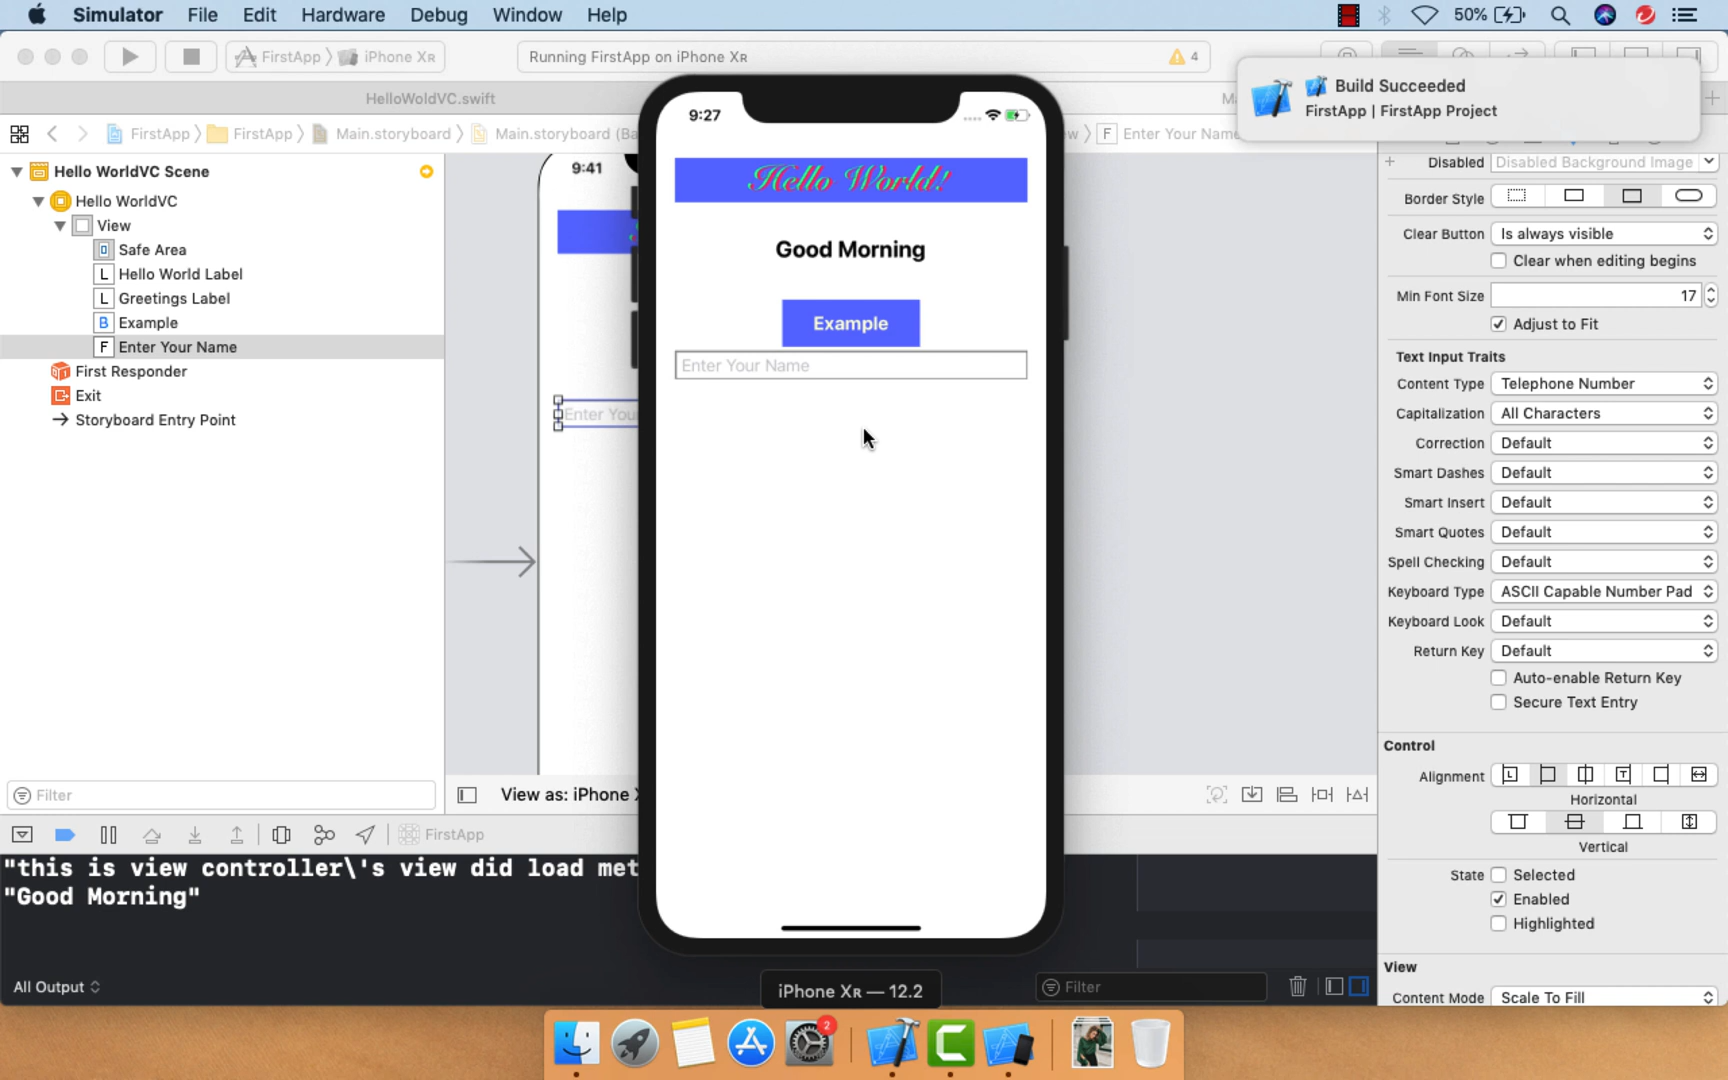 Simulator File Edit Hardware Debug Window Help 50%
FirstApp iPhone XR Running FirstApp on iPhone XR 4
Build Succeeded
FirstApp | FirstApp Project
HelloWoldVC.swift
FirstApp FirstApp Main.storyboard Main.storyboard (Ba F Enter Your Name
Hello WorldVC Scene
Hello WorldVC
View
Safe Area
L Hello World Label
L Greetings Label
B Example
F Enter Your Name
First Responder
Exit
Storyboard Entry Point
Filter
9:41
Enter You
View as: iPhone
9:27
Hello World!
Good Morning
Example
Enter Your Name
iPhone XR — 12.2
Disabled Disabled Background Image
Border Style
Clear Button Is always visible
Clear when editing begins
Min Font Size 17
Adjust to Fit
Text Input Traits
Content Type Telephone Number
Capitalization All Characters
Correction Default
Smart Dashes Default
Smart Insert Default
Smart Quotes Default
Spell Checking Default
Keyboard Type ASCII Capable Number Pad
Keyboard Look Default
Return Key Default
Auto-enable Return Key
Secure Text Entry
Control
Alignment
Horizontal
Vertical
State Selected
Enabled
Highlighted
View
Content Mode Scale To Fill
FirstApp
"this is view controller\'s view did load met
"Good Morning"
All Output
Filter
2